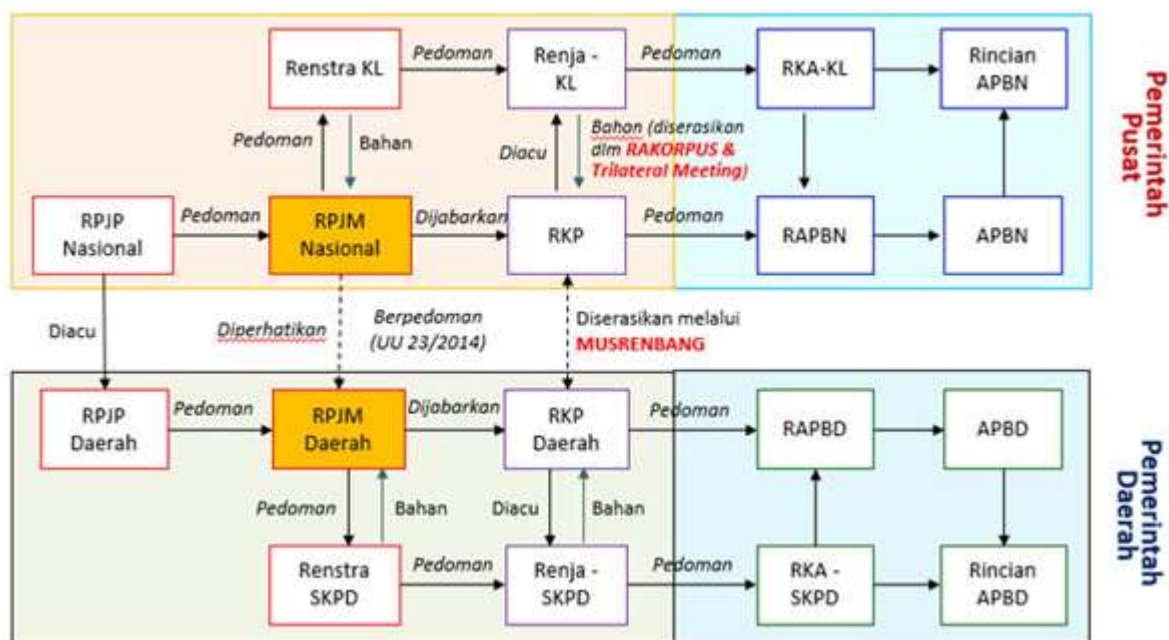 Renstra KL
Pedoman
Renja -
KL
Pedoman
RKA-KL
Rincian
APBN
Pedoman
Bahan
Diacu
Bahan (diserasikan
dlm RAKORPUS &
Trilateral Meeting)
RPJP
Nasional
Pedoman
RPJM
Nasional
Dijabarkan
RKP
Pedoman
RAPBN
APBN
Pemerintah
Pusat
Diacu
Diperhatikan
Berpedoman
(UU 23/2014)
Diserasikan melalui
MUSRENBANG
RPJP
Daerah
Pedoman
RPJM
Daerah
Dijabarkan
RKP
Daerah
Pedoman
RAPBD
APBD
Pedoman
Bahan
Diacu
Bahan
Renstra
SKPD
Pedoman
Renja -
SKPD
Pedoman
RKA -
SKPD
Rincian
APBD
Pemerintah
Daerah